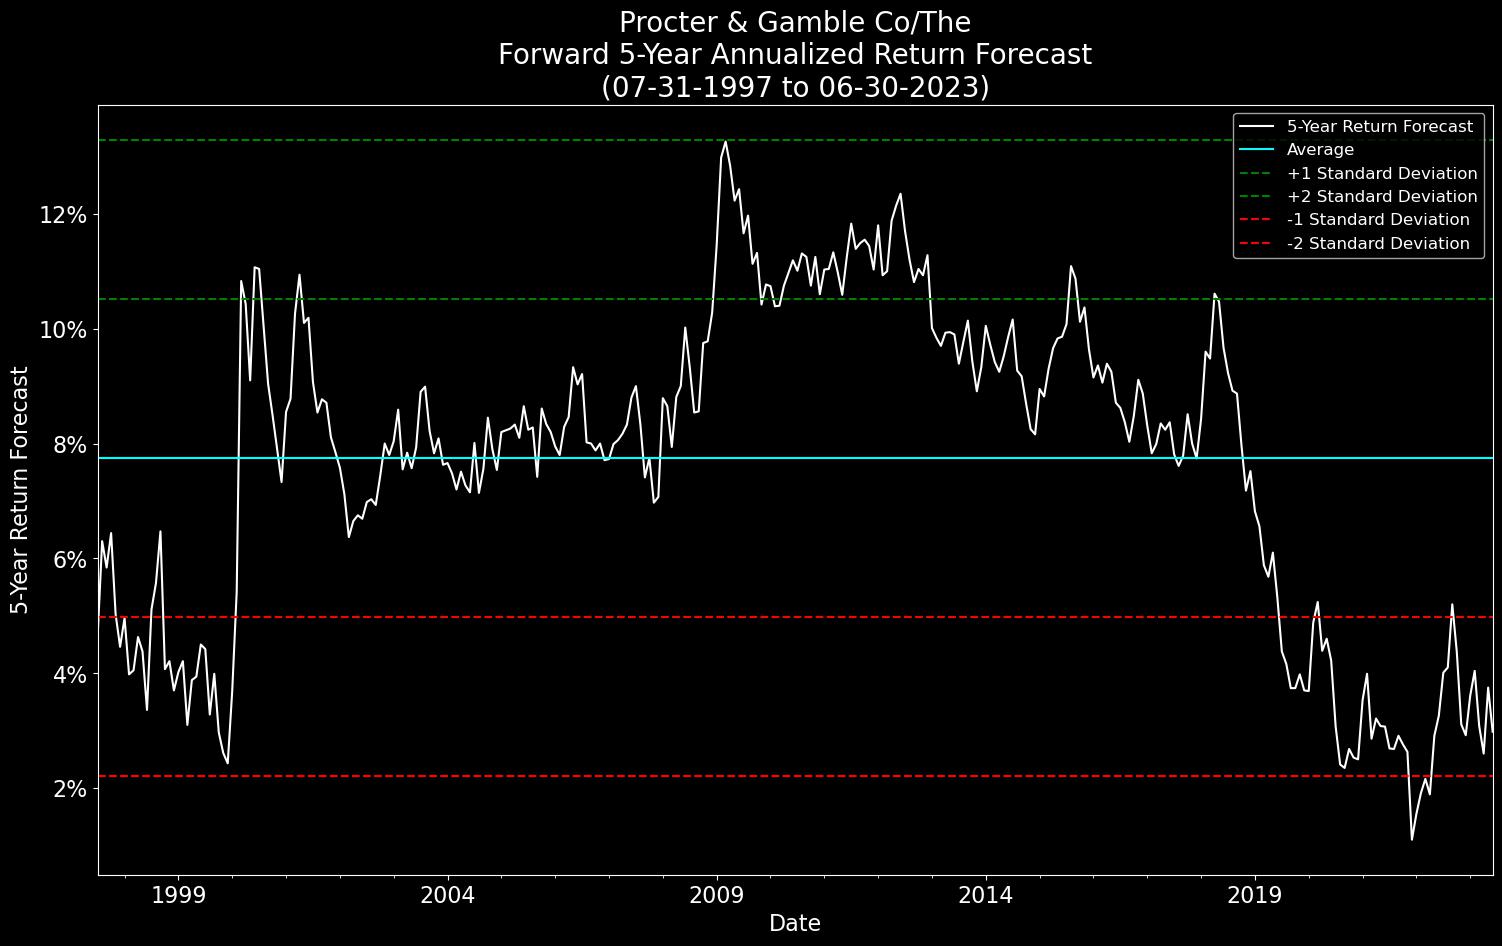 Procter & Gamble Co/The
Forward 5-Year Annualized Return Forecast
(07-31-1997 to 06-30-2023)
5-Year Return Forecast
Average
+1 Standard Deviation
+2 Standard Deviation
-1 Standard Deviation
-2 Standard Deviation
5-Year Return Forecast
12%
10%
8%
6%
4%
2%
1999
2004
2009
2014
2019
Date